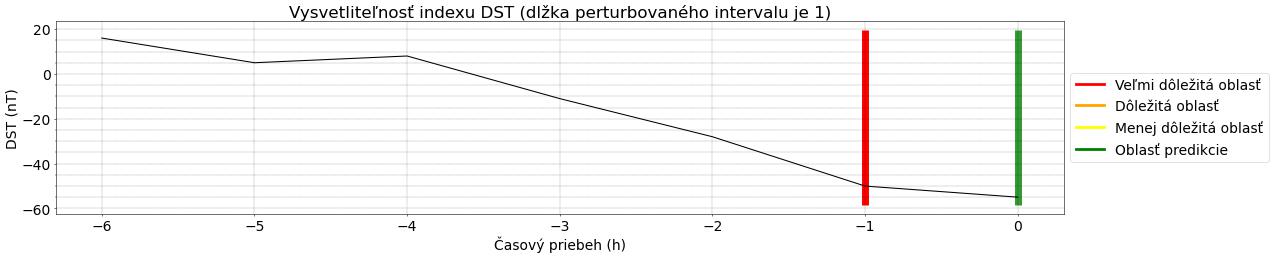 Vysvetliteľnosť indexu DST (dĺžka perturbovaného intervalu je 1)
20
0
−20
−40
−60
DST (nT)
−6 −5 −4 −3 −2 −1 0
Časový priebeh (h)
Veľmi dôležitá oblasť
Dôležitá oblasť
Menej dôležitá oblasť
Oblasť predikcie